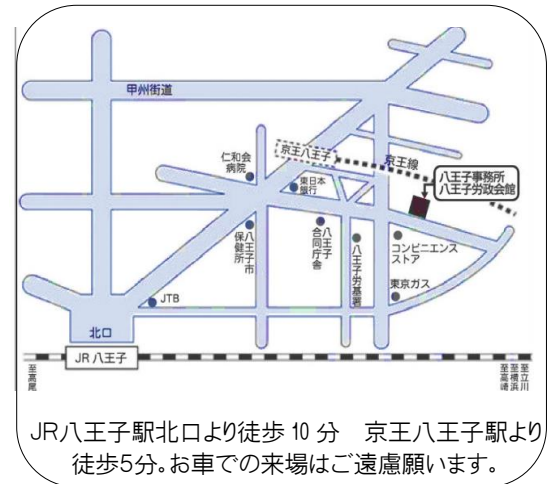 甲州街道
仁和会
病院
京王八王子
京王線
東日本
銀行
八王子事務所
八王子労政会館
八王子市
保健所
八王子
合同庁舎
八王子労基署
コンビニエンス
ストア
東京ガス
JTB
北口
JR 八王子
至高尾
至高崎
至横浜
至立川
JR八王子駅北口より徒歩 10 分　京王八王子駅より
徒歩5分。お車での来場はご遠慮願います。